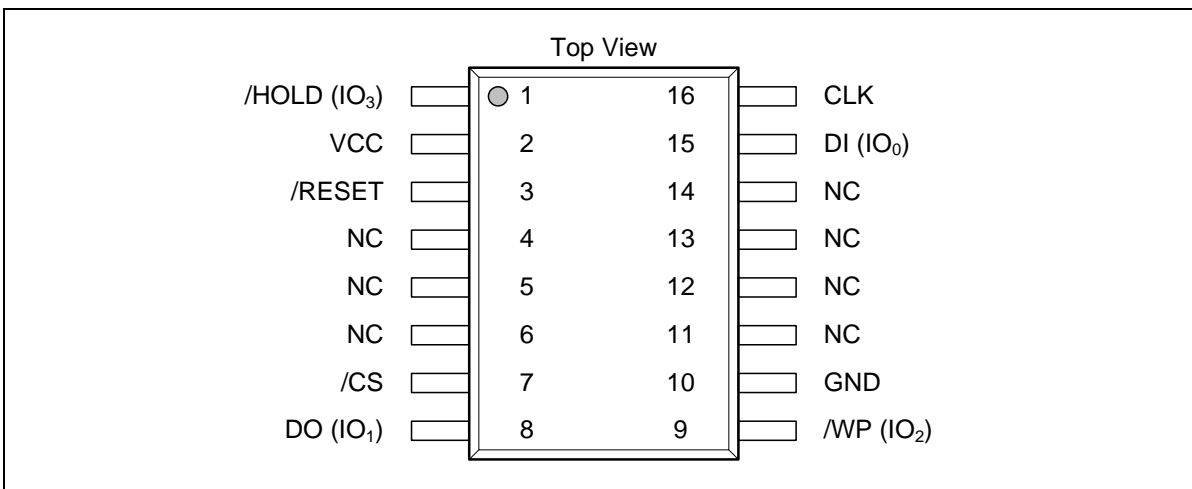 Top View
/HOLD (IO₃) 1 16 CLK
VCC 2 15 DI (IO₀)
/RESET 3 14 NC
NC 4 13 NC
NC 5 12 NC
NC 6 11 NC
/CS 7 10 GND
DO (IO₁) 8 9 /WP (IO₂)